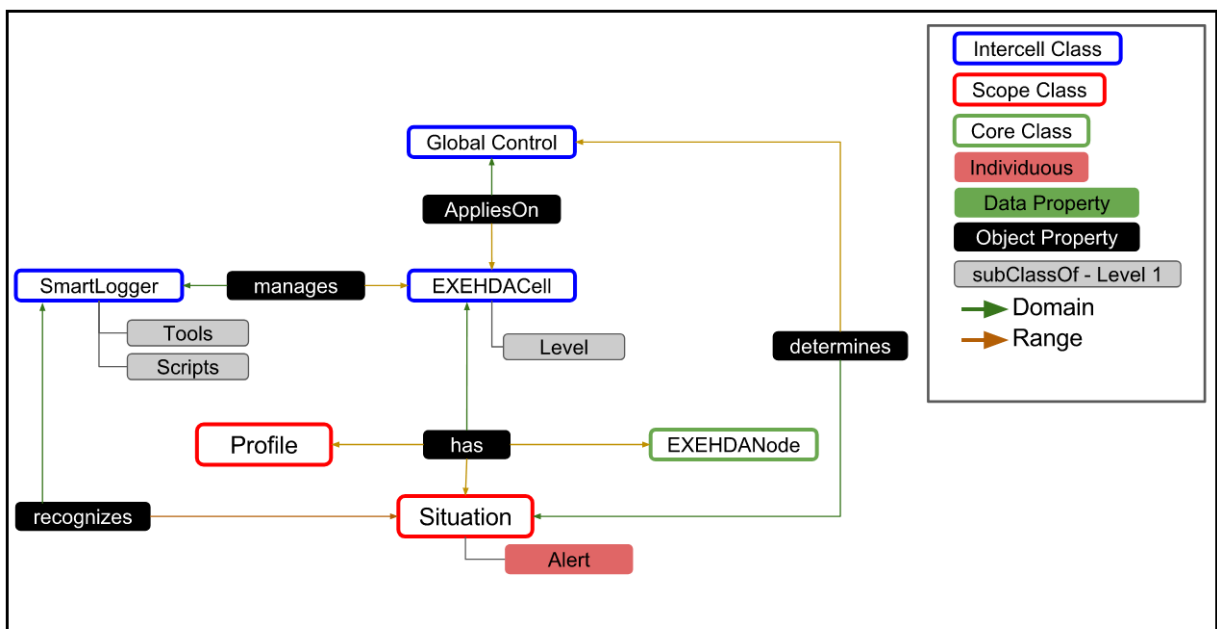 Intercell Class
Scope Class
Core Class
Individuous
Data Property
Object Property
subClassOf - Level 1
Domain
Range
Global Control
AppliesOn
SmartLogger
manages
EXEHDACell
Tools
Scripts
Level
determines
Profile
has
EXEHDANode
recognizes
Situation
Alert